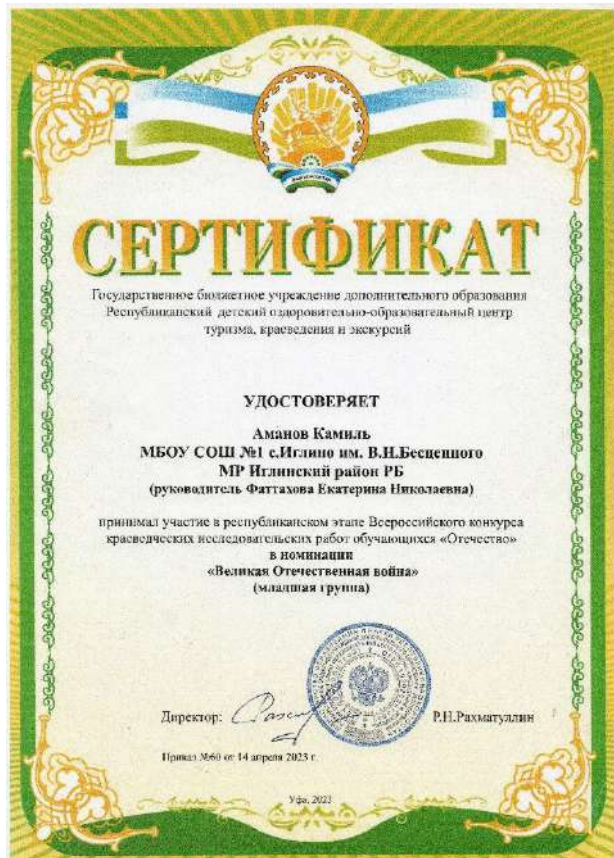 СЕРТИФИКАТ
Государственное бюджетное учреждение дополнительного образования
Республиканский детский оздоровительно-образовательный центр
туризма, краеведения и экскурсий
УДОСТОВЕРЯЕТ
Аманов Камиль
МБОУ СОШ №1 с.Иглино им. В.Н.Бесценного
МР Иглинский район РБ
(руководитель Фаттахова Екатерина Николаевна)
принимал участие в республиканском этапе Всероссийского конкурса
краеведческих исследовательских работ обучающихся «Отечество»
в номинации
«Великая Отечественная война»
(младшая группа)
Директор:
Р.Н.Рахматуллин
Приказ №60 от 14 апреля 2023 г.
Уфа, 2023